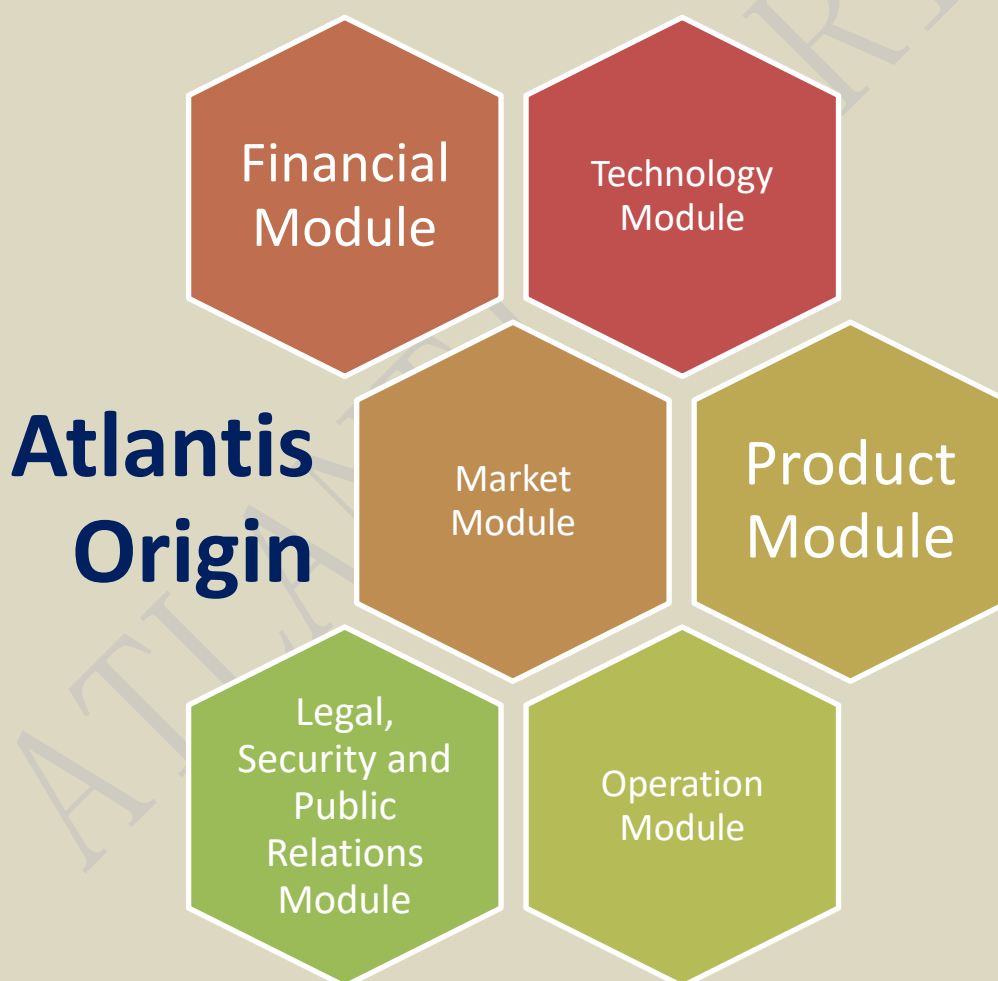 Financial
Module
Technology
Module
Atlantis
Origin
Market
Module
Product
Module
Legal,
Security and
Public
Relations
Module
Operation
Module